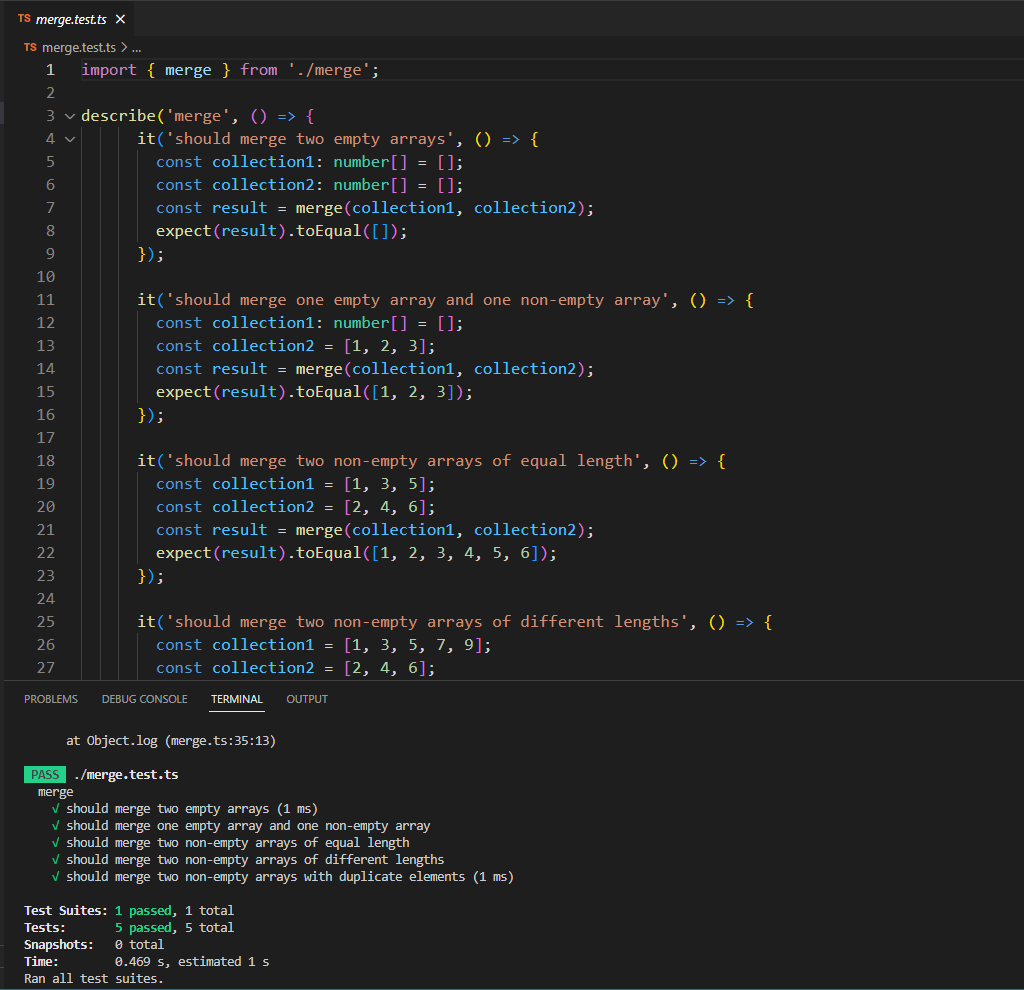 TS merge.test.ts ×
TS merge.test.ts > ...
1 import { merge } from './merge';
2
3 describe('merge', () => {
4 it('should merge two empty arrays', () => {
5 const collection1: number[] = [];
6 const collection2: number[] = [];
7 const result = merge(collection1, collection2);
8 expect(result).toEqual([]);
9 });
10
11 it('should merge one empty array and one non-empty array', () => {
12 const collection1: number[] = [];
13 const collection2 = [1, 2, 3];
14 const result = merge(collection1, collection2);
15 expect(result).toEqual([1, 2, 3]);
16 });
17
18 it('should merge two non-empty arrays of equal length', () => {
19 const collection1 = [1, 3, 5];
20 const collection2 = [2, 4, 6];
21 const result = merge(collection1, collection2);
22 expect(result).toEqual([1, 2, 3, 4, 5, 6]);
23 });
24
25 it('should merge two non-empty arrays of different lengths', () => {
26 const collection1 = [1, 3, 5, 7, 9];
27 const collection2 = [2, 4, 6];
PROBLEMS DEBUG CONSOLE TERMINAL OUTPUT
at Object.log (merge.ts:35:13)
PASS ./merge.test.ts
merge
√ should merge two empty arrays (1 ms)
√ should merge one empty array and one non-empty array
√ should merge two non-empty arrays of equal length
√ should merge two non-empty arrays of different lengths
√ should merge two non-empty arrays with duplicate elements (1 ms)
Test Suites: 1 passed, 1 total
Tests: 5 passed, 5 total
Snapshots: 0 total
Time: 0.469 s, estimated 1 s
Ran all test suites.